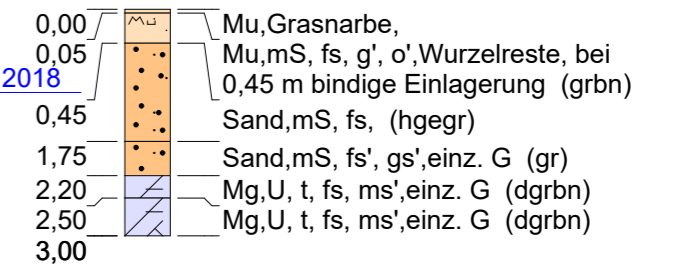 0,00 Mu,Grasnarbe,
0,05 Mu,mS, fs, g', o',Wurzelreste, bei
2018 0,45 m bindige Einlagerung (grbn)
0,45 Sand,mS, fs, (hgegr)
1,75 Sand,mS, fs', gs',einz. G (gr)
2,20 Mg,U, t, fs, ms',einz. G (dgrbn)
2,50 Mg,U, t, fs, ms',einz. G (dgrbn)
3,00
Mu